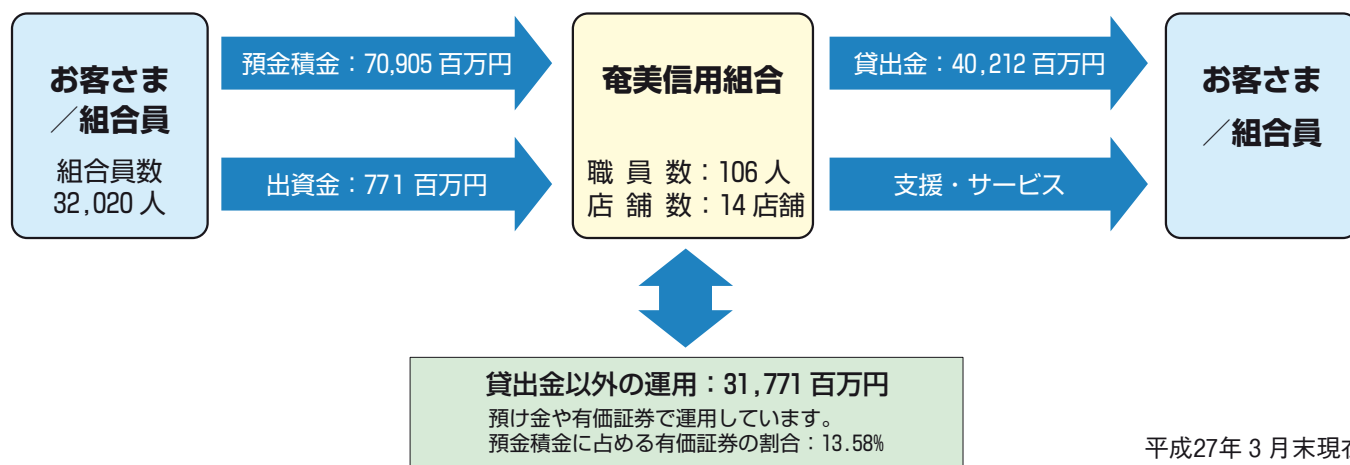 お客さま
／組合員
組合員数
32,020 人
預金積金：70,905 百万円
出資金：771 百万円
奄美信用組合
職 員 数：106 人
店 舗 数：14 店舗
貸出金：40,212 百万円
支援・サービス
お客さま
／組合員
貸出金以外の運用：31,771 百万円
預け金や有価証券で運用しています。
預金積金に占める有価証券の割合：13.58%
平成27年 3 月末現在